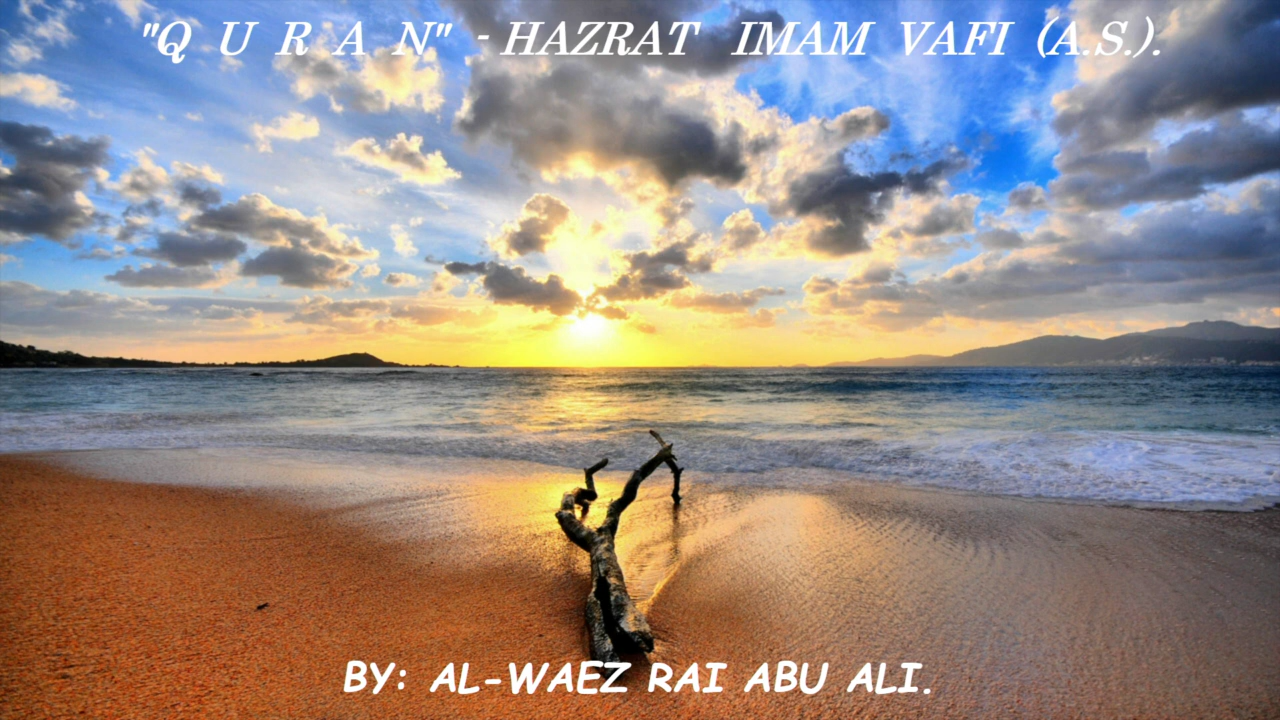 "Q U R A N" - HAZRAT IMAM VAFI (A.S.).
BY: AL-WAEZ RAI ABU ALI.